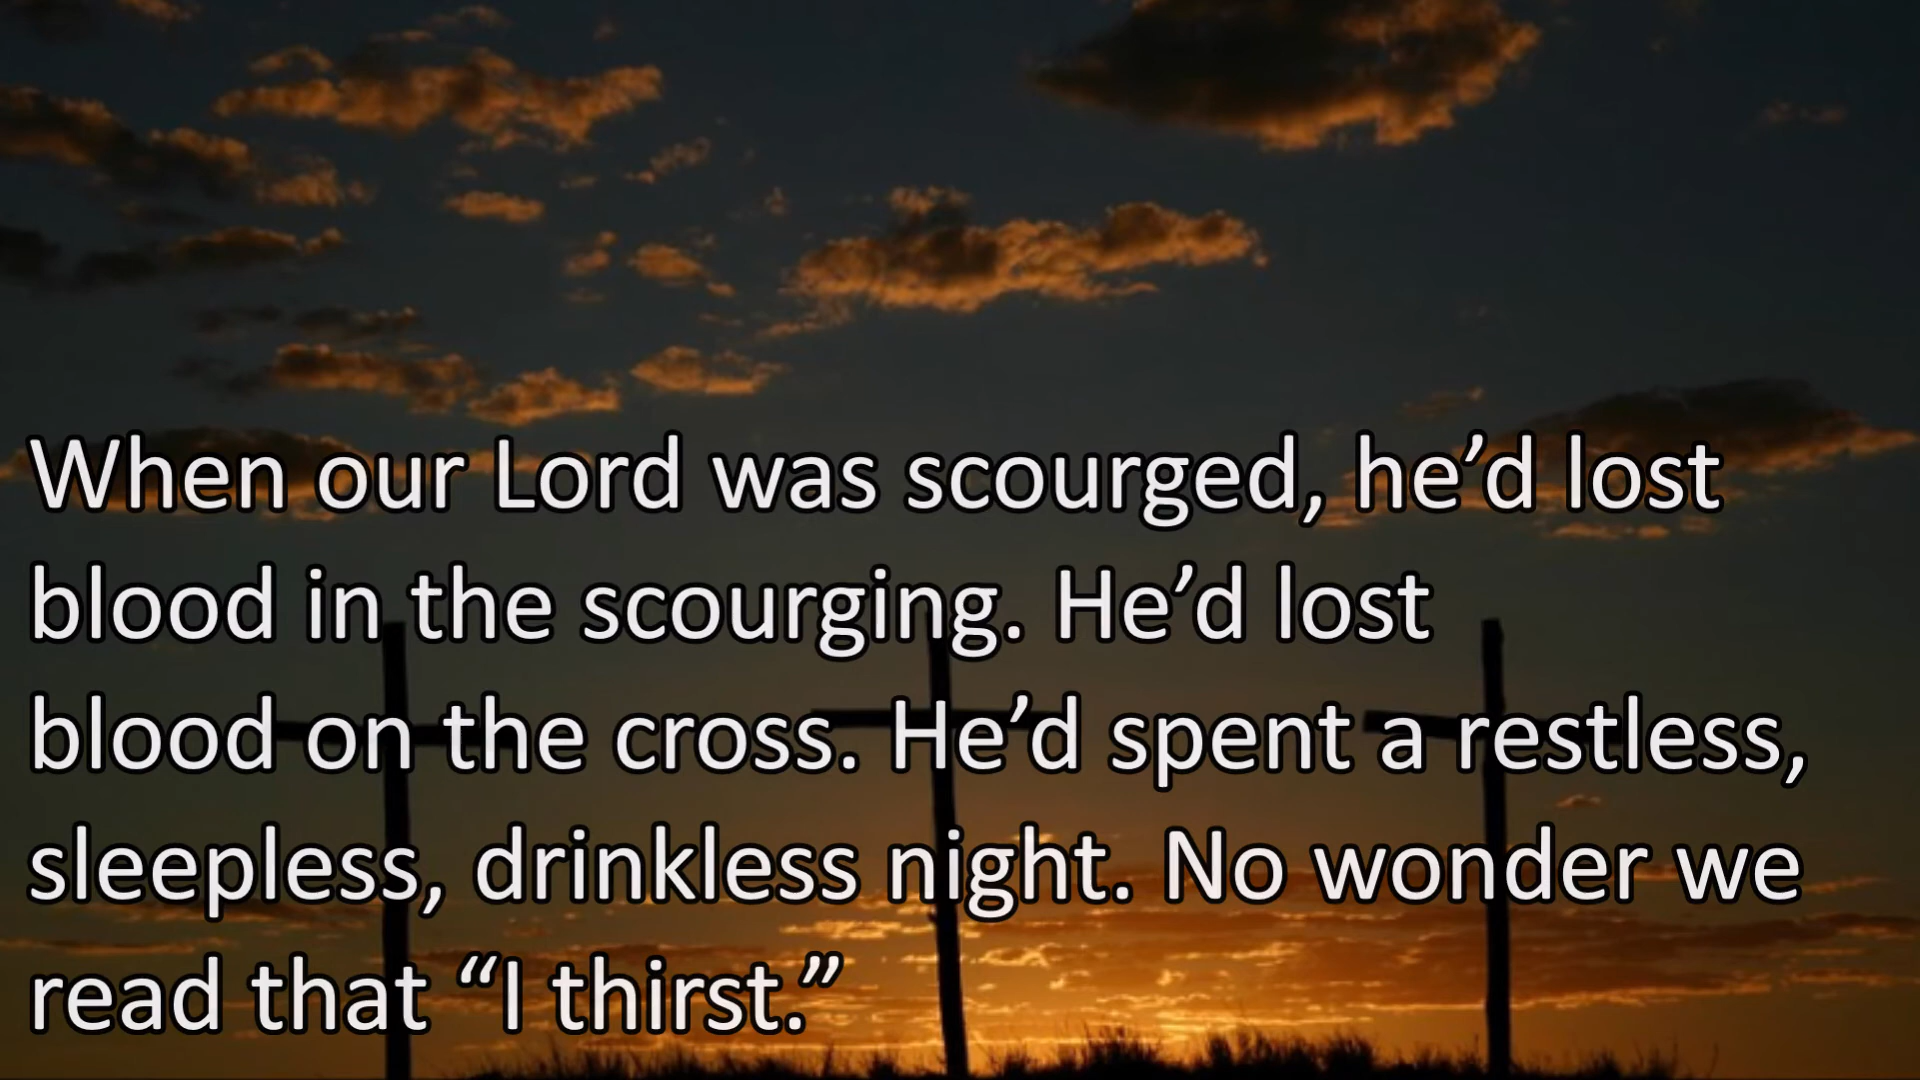 When our Lord was scourged, he’d lost
blood in the scourging. He’d lost
blood on the cross. He’d spent a restless,
sleepless, drinkless night. No wonder we
read that “I thirst.”